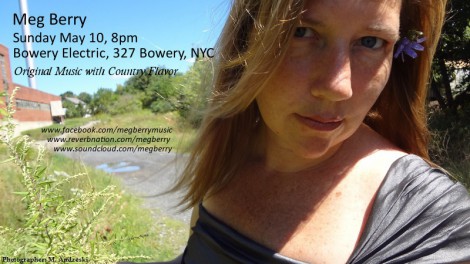 Meg Berry
Sunday May 10, 8pm
Bowery Electric, 327 Bowery, NYC
Original Music with Country Flavor
www.facebook.com/megberrymusic
www.reverbnation.com/megberry
www.soundcloud.com/megberry
Photographer: M. Andreski